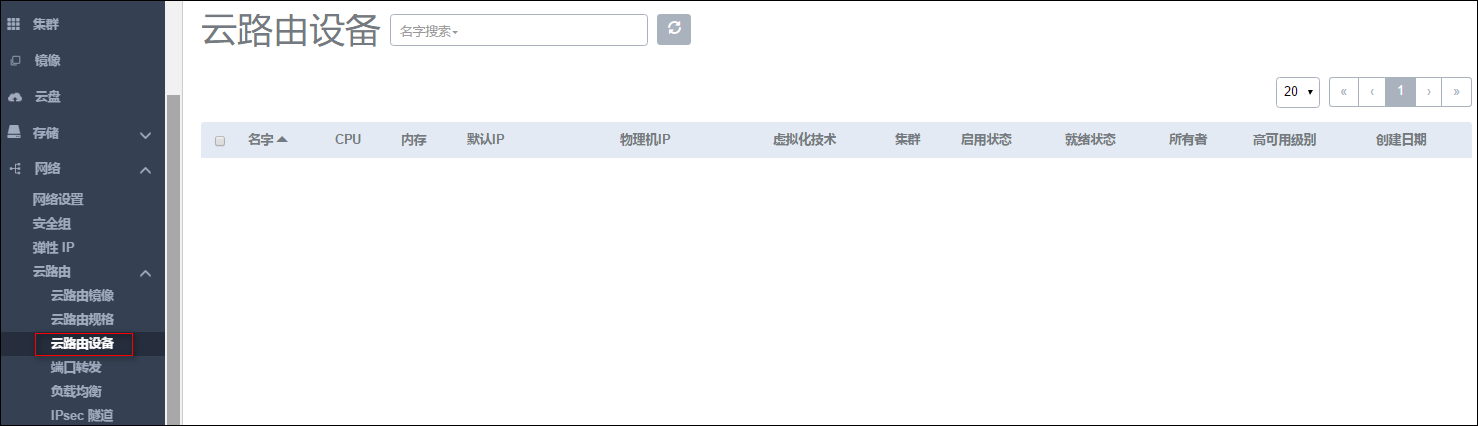 集群
镜像
云盘
存储
网络
网络设置
安全组
弹性 IP
云路由
云路由镜像
云路由规格
云路由设备
端口转发
负载均衡
IPsec 隧道
云路由设备
名字搜索
20 « ‹ 1 › »
名字 CPU 内存 默认IP 物理机IP 虚拟化技术 集群 启用状态 就绪状态 所有者 高可用级别 创建日期